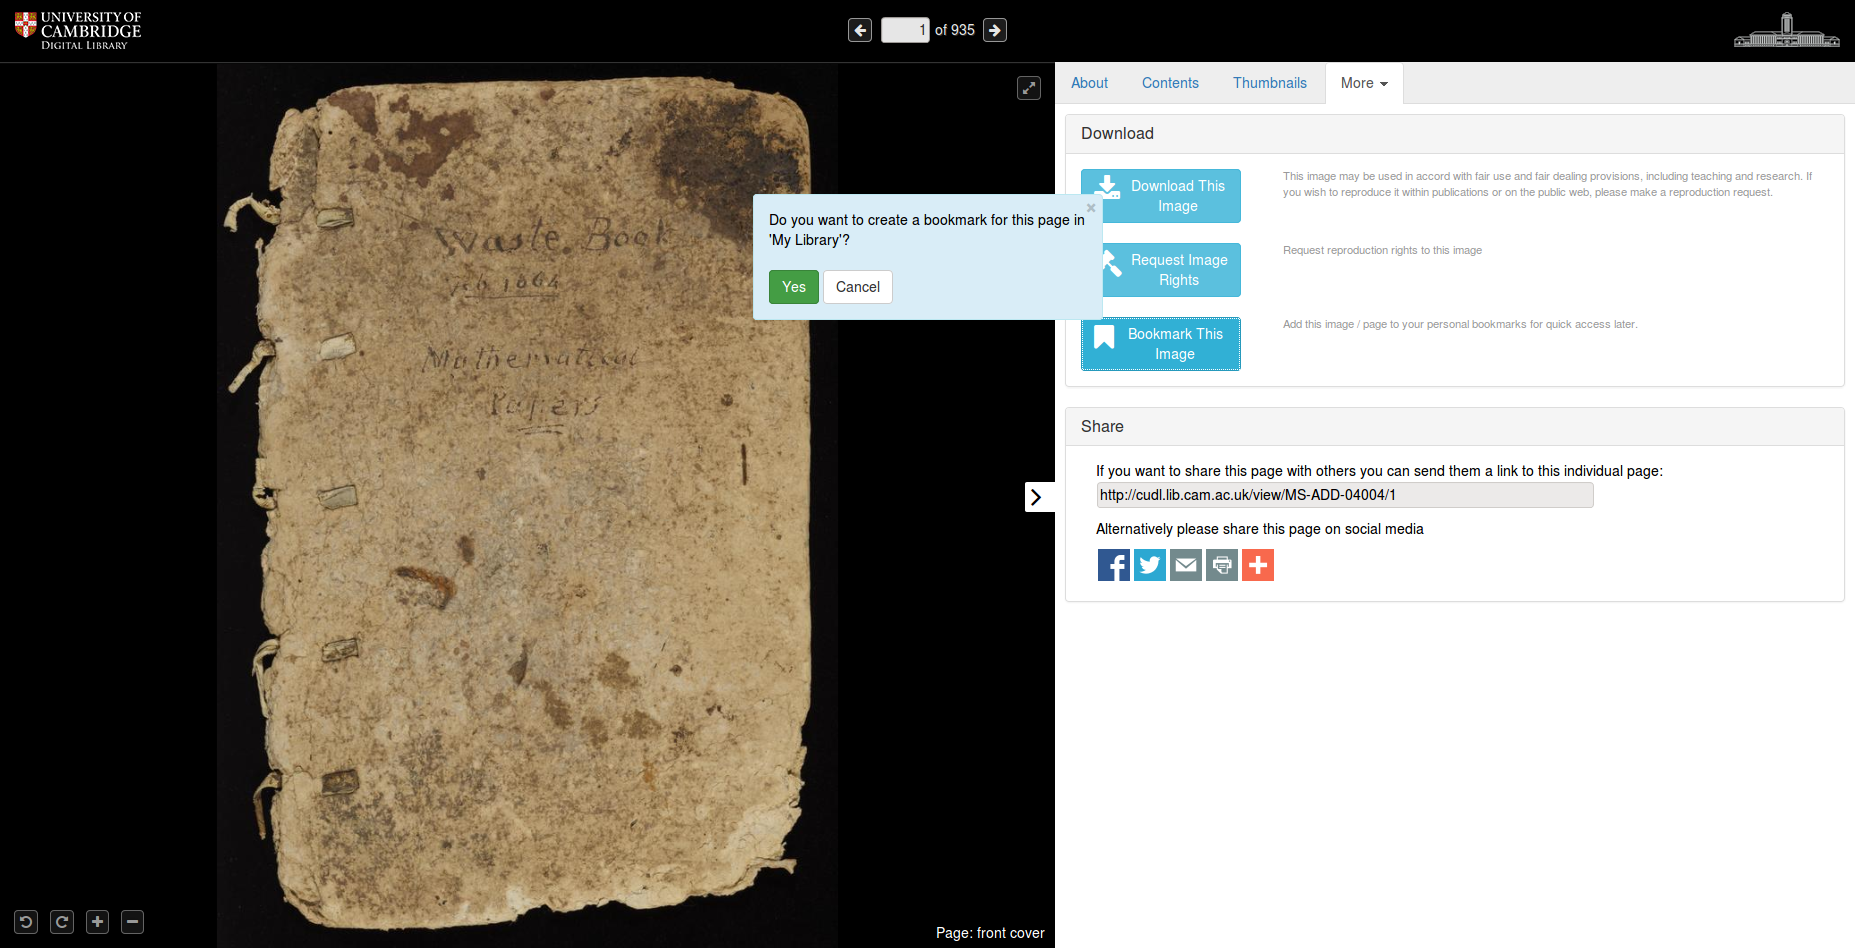 UNIVERSITY OF
CAMBRIDGE
DIGITAL LIBRARY
1 of 935
About
Contents
Thumbnails
More
Waste. Book
1664
Mathematical
Papers
Do you want to create a bookmark for this page in
'My Library'?
×
Yes
Cancel
Page: front cover
Download
Download This
Image
This image may be used in accord with fair use and fair dealing provisions, including teaching and research. If
you wish to reproduce it within publications or on the public web, please make a reproduction request.
Request Image
Rights
Request reproduction rights to this image
Bookmark This
Image
Add this image / page to your personal bookmarks for quick access later.
Share
If you want to share this page with others you can send them a link to this individual page:
http://cudl.lib.cam.ac.uk/view/MS-ADD-04004/1
Alternatively please share this page on social media